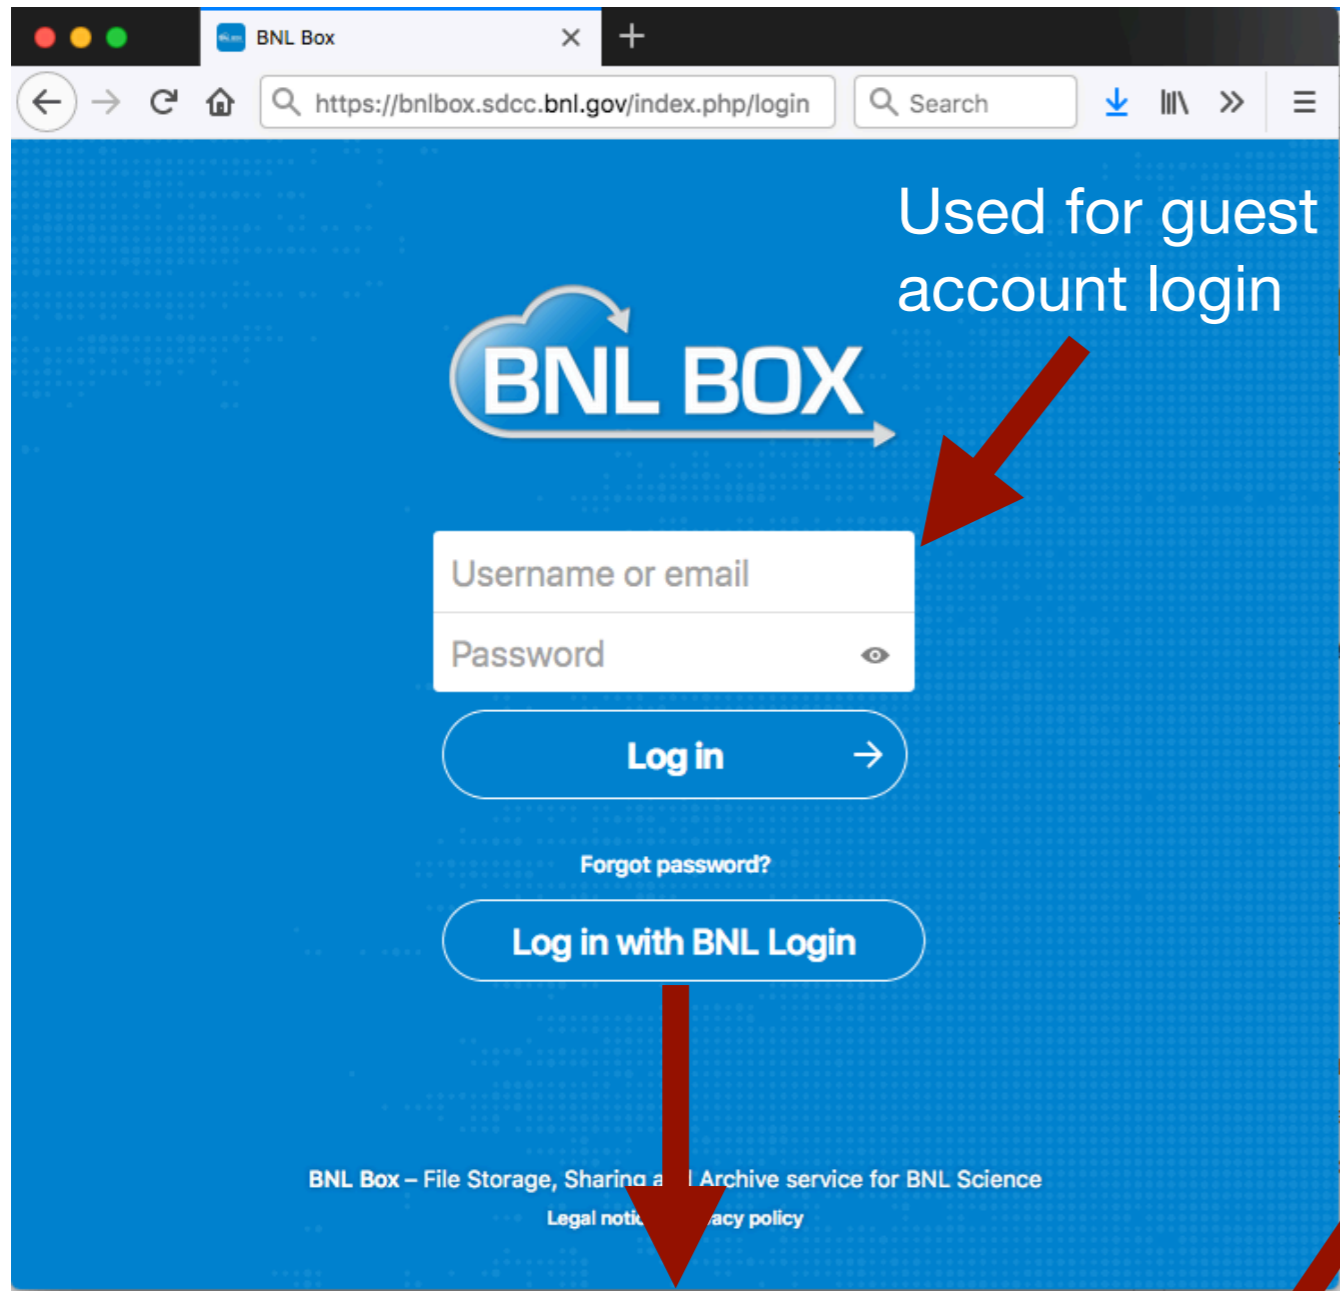 BNL Box
https://bnlbox.sdcc.bnl.gov/index.php/login
Search
Used for guest
account login
BNL BOX
Username or email
Password
Log in
Forgot password?
Log in with BNL Login
BNL Box – File Storage, Sharing and Archive service for BNL Science
Legal notice policy